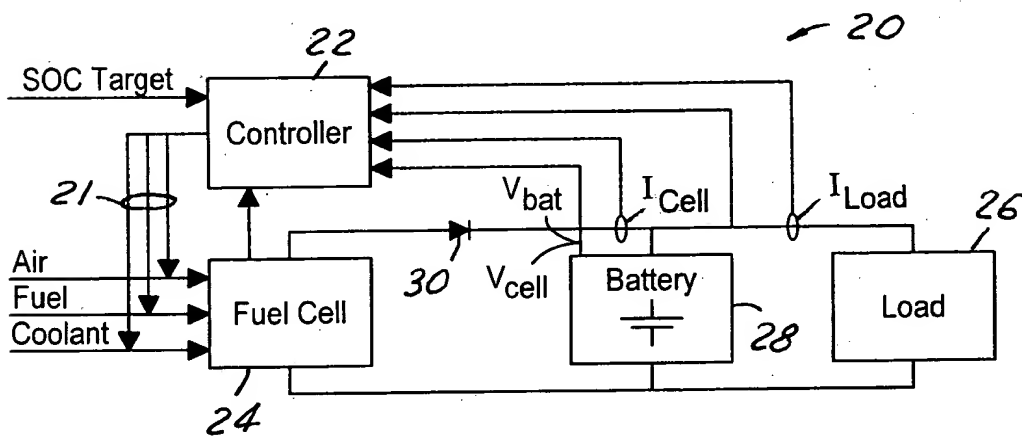 20
22
SOC Target
Controller
21
V bat
I Cell
I Load
26
Air
30
V cell
Battery
Fuel
Fuel Cell
Load
Coolant
28
24